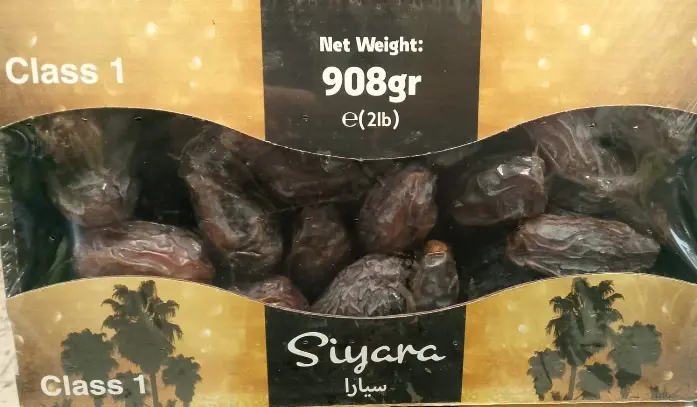 Class 1
Net Weight:
908gr
℮(2lb)
Siyara
سيارا
Class 1